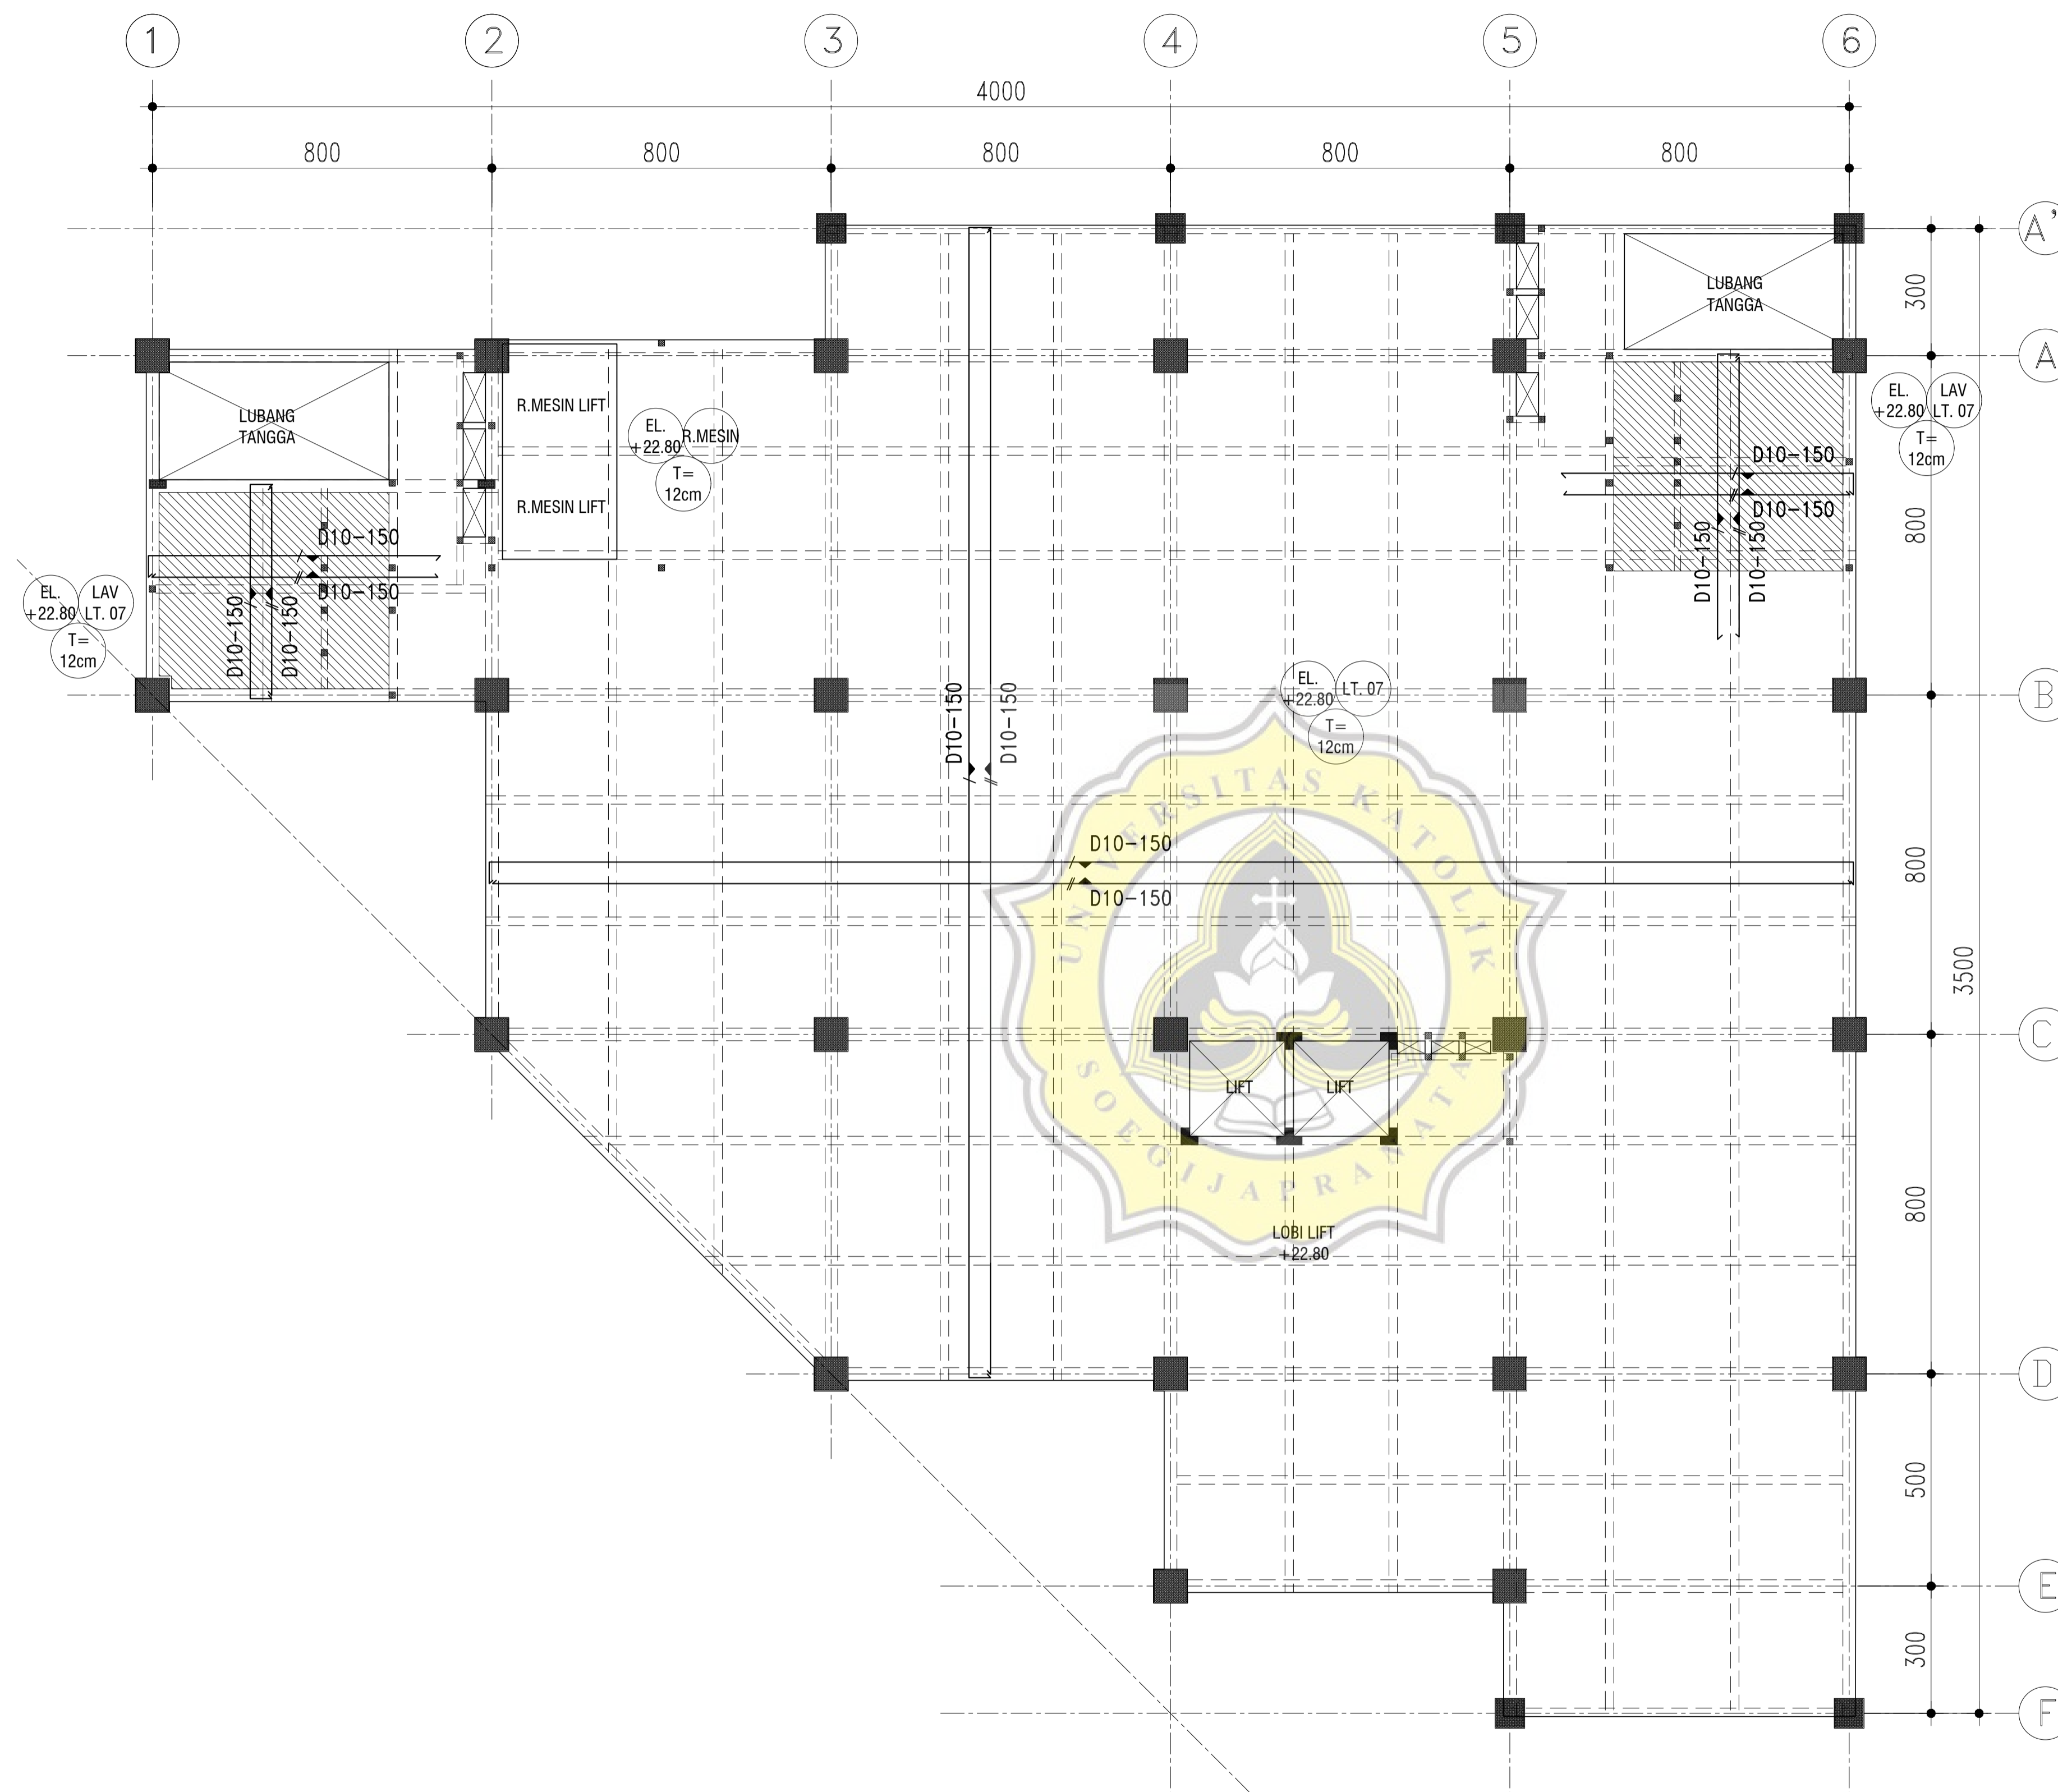 1 2 3 4 5 6
4000
800 800 800 800 800
A'
300
LUBANG
TANGGA
A
R.MESIN LIFT
EL.
+22.80
R.MESIN
T=
12cm
LUBANG
TANGGA
EL.
+22.80
LAV
LT. 07
T=
12cm
D10-150
D10-150
D10-150
D10-150
R.MESIN LIFT
800
D10-150
D10-150
D10-150
D10-150
EL.
+22.80
LAV
LT. 07
T=
12cm
EL.
+22.80
LT. 07
T=
12cm
B
D10-150
D10-150
UNIVERSITAS KATOLIK
D10-150
D10-150
800
3500
C
LIFT
LIFT
SOEGIJAPRANATA
800
LOBI LIFT
+22.80
D
500
E
300
F